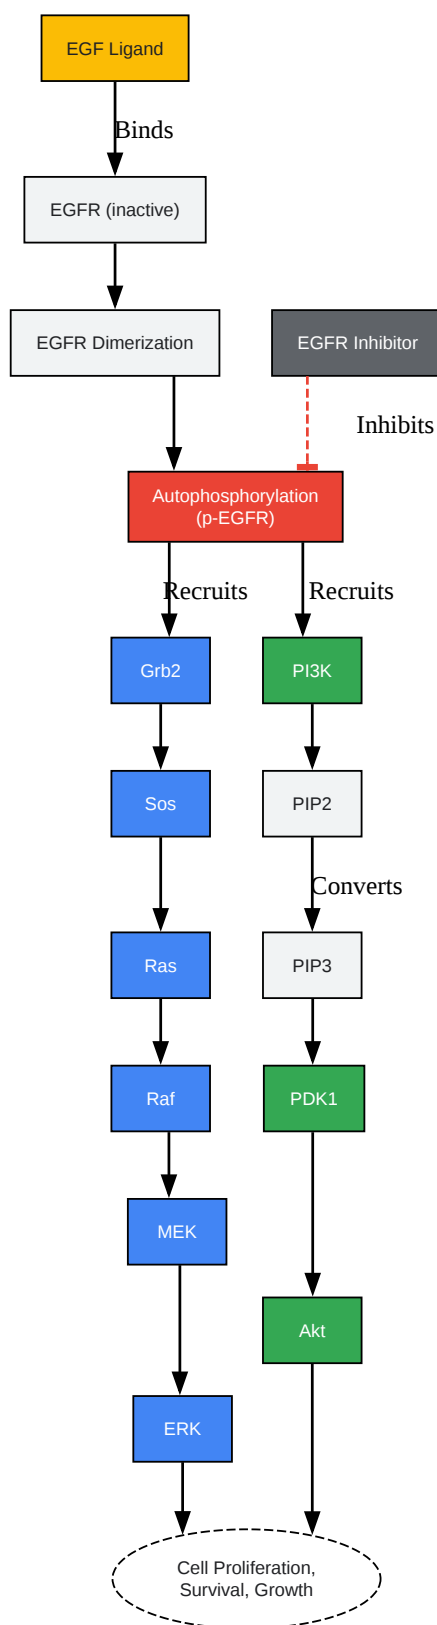 EGF Ligand
Binds
EGFR (inactive)
EGFR Dimerization
EGFR Inhibitor
Inhibits
Autophosphorylation
(p-EGFR)
Recruits
Recruits
Grb2
PI3K
Sos
PIP2
Converts
Ras
PIP3
Raf
PDK1
MEK
Akt
ERK
Cell Proliferation,
Survival, Growth